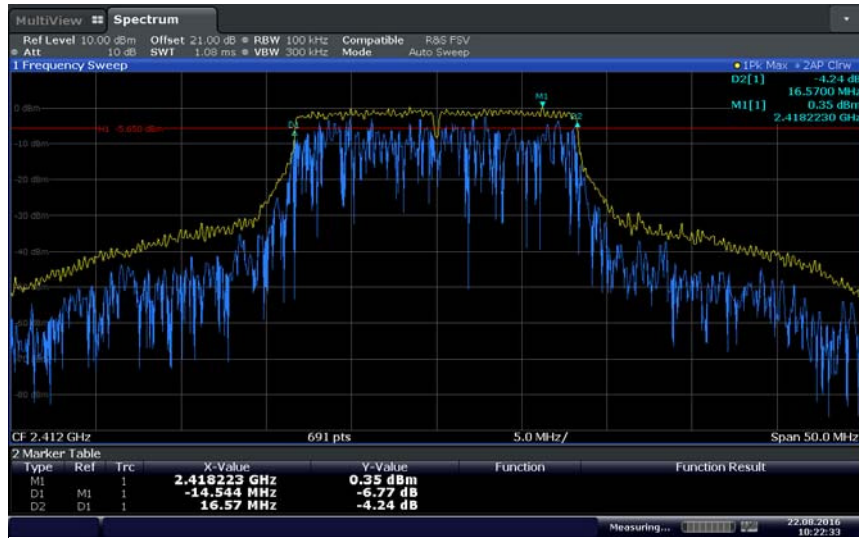 MultiView Spectrum
Ref Level 10.00 dBm Offset 21.00 dB RBW 100 kHz Compatible R&S FSV
Att 10 dB SWT 1.08 ms VBW 300 kHz Mode Auto Sweep
1 Frequency Sweep 1Pk Max 2AP Clrw
D2[1] -4.24 dB
16.5700 MHz
M1[1] 0.35 dBm
2.4182230 GHz
M1
0 dBm
D1 D2
H1 -5.650 dBm
-10 dBm
-20 dBm
-30 dBm
-40 dBm
-80 dBm
CF 2.412 GHz 691 pts 5.0 MHz/ Span 50.0 MHz
2 Marker Table
Type Ref Trc X-Value Y-Value Function Function Result
M1 1 2.418223 GHz 0.35 dBm
D1 M1 1 -14.544 MHz -6.77 dB
D2 D1 1 16.57 MHz -4.24 dB
Measuring... 22.08.2016
10:22:33